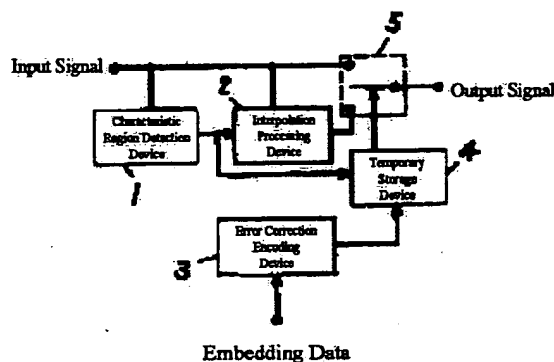 5
Input Signal
2
Output Signal
Characteristic
Region Detection
Device
Interpolation
Processing
Device
1
Temporary
Storage
Device
4
Error Correction
Encoding
Device
3
Embedding Data